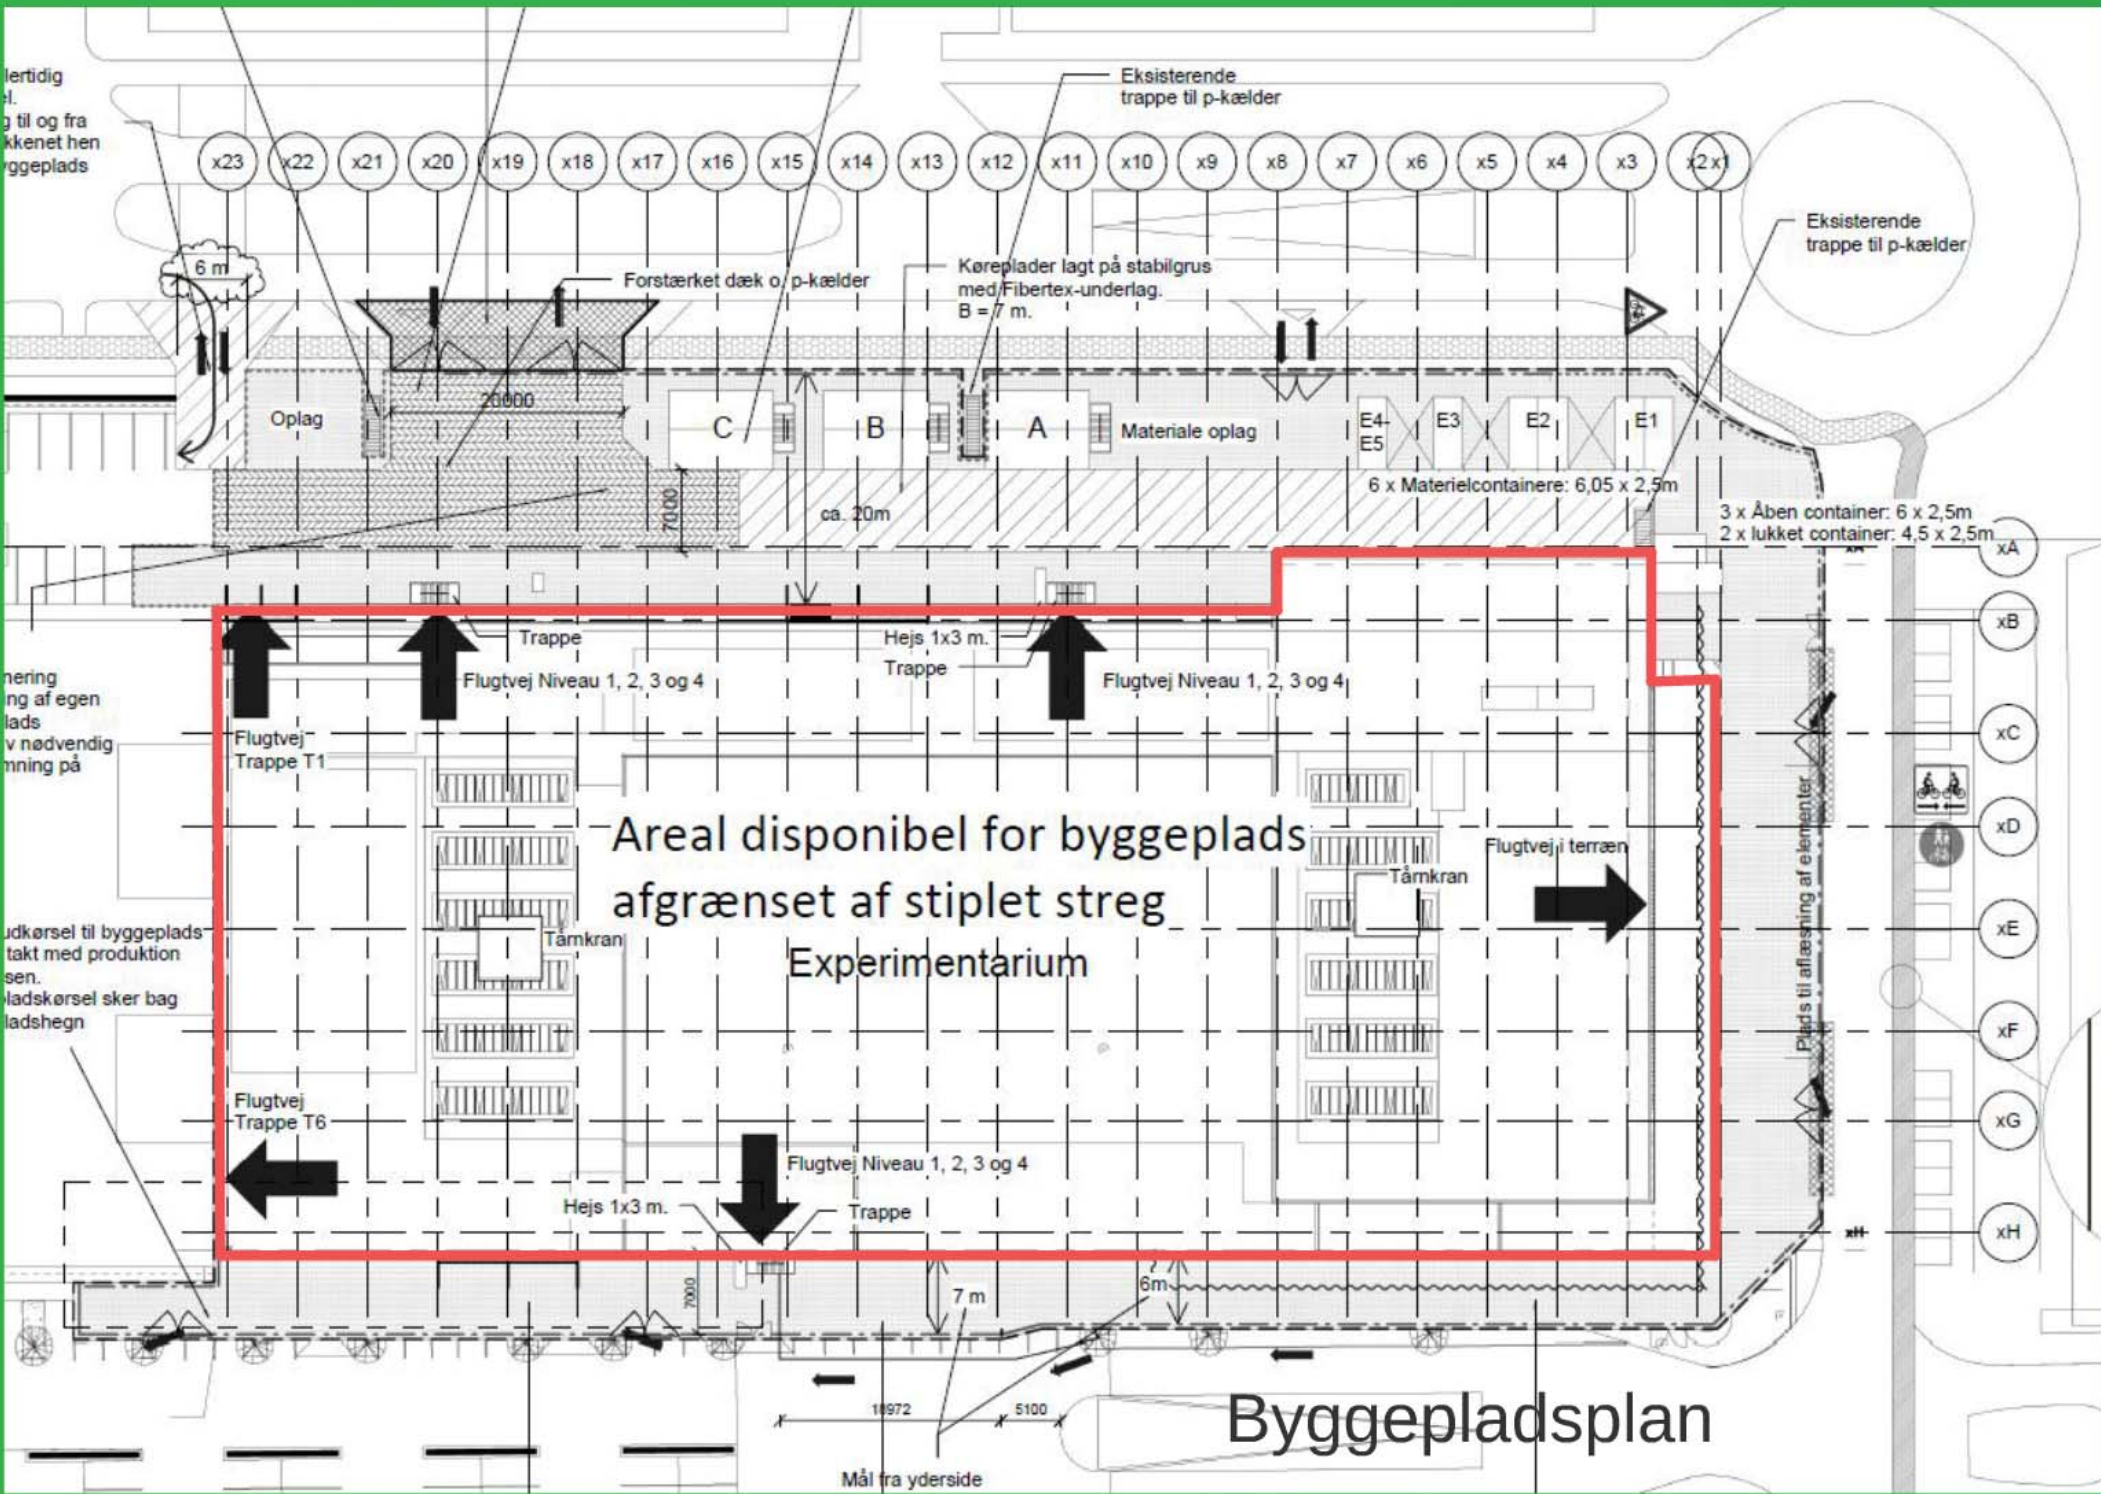 lertidig
el.
g til og fra
kkenet hen
yggeplads
Eksisterende
trappe til p-kælder
x23 x22 x21 x20 x19 x18 x17 x16 x15 x14 x13 x12 x11 x10 x9 x8 x7 x6 x5 x4 x3 x2 x1
Eksisterende
trappe til p-kælder
6 m
Forstærket dæk o. p-kælder
Køreplader lagt på stabilgrus
med Fibertex-underlag.
B = 7 m.
Oplag
20000
C
B
A
Materiale oplag
E4-
E5
E3
E2
E1
6 x Materielcontainere: 6,05 x 2,5m
7000
ca. 20m
3 x Åben container: 6 x 2,5m
2 x lukket container: 4,5 x 2,5m
xA
xA
xB
Trappe
Hejs 1x3 m.
Trappe
Flugtvej Niveau 1, 2, 3 og 4
Flugtvej Niveau 1, 2, 3 og 4
nering
ing af egen
lads
v nødvendig
mning på
Flugtvej
Trappe T1
xC
Areal disponibel for byggeplads
afgrænset af stiplet streg
Experimentarium
Flugtvej i terræn
Tårnkran
Tårnkran
Plads til aflæsning af elementer
xD
xE
udkørsel til byggeplads
takt med produktion
sen.
pladskørsel sker bag
ladshegn
xF
Flugtvej
Trappe T6
xG
Flugtvej Niveau 1, 2, 3 og 4
Hejs 1x3 m.
Trappe
xH
xH
7000
7 m
6m
18972
5100
Byggepladsplan
Mål fra yderside